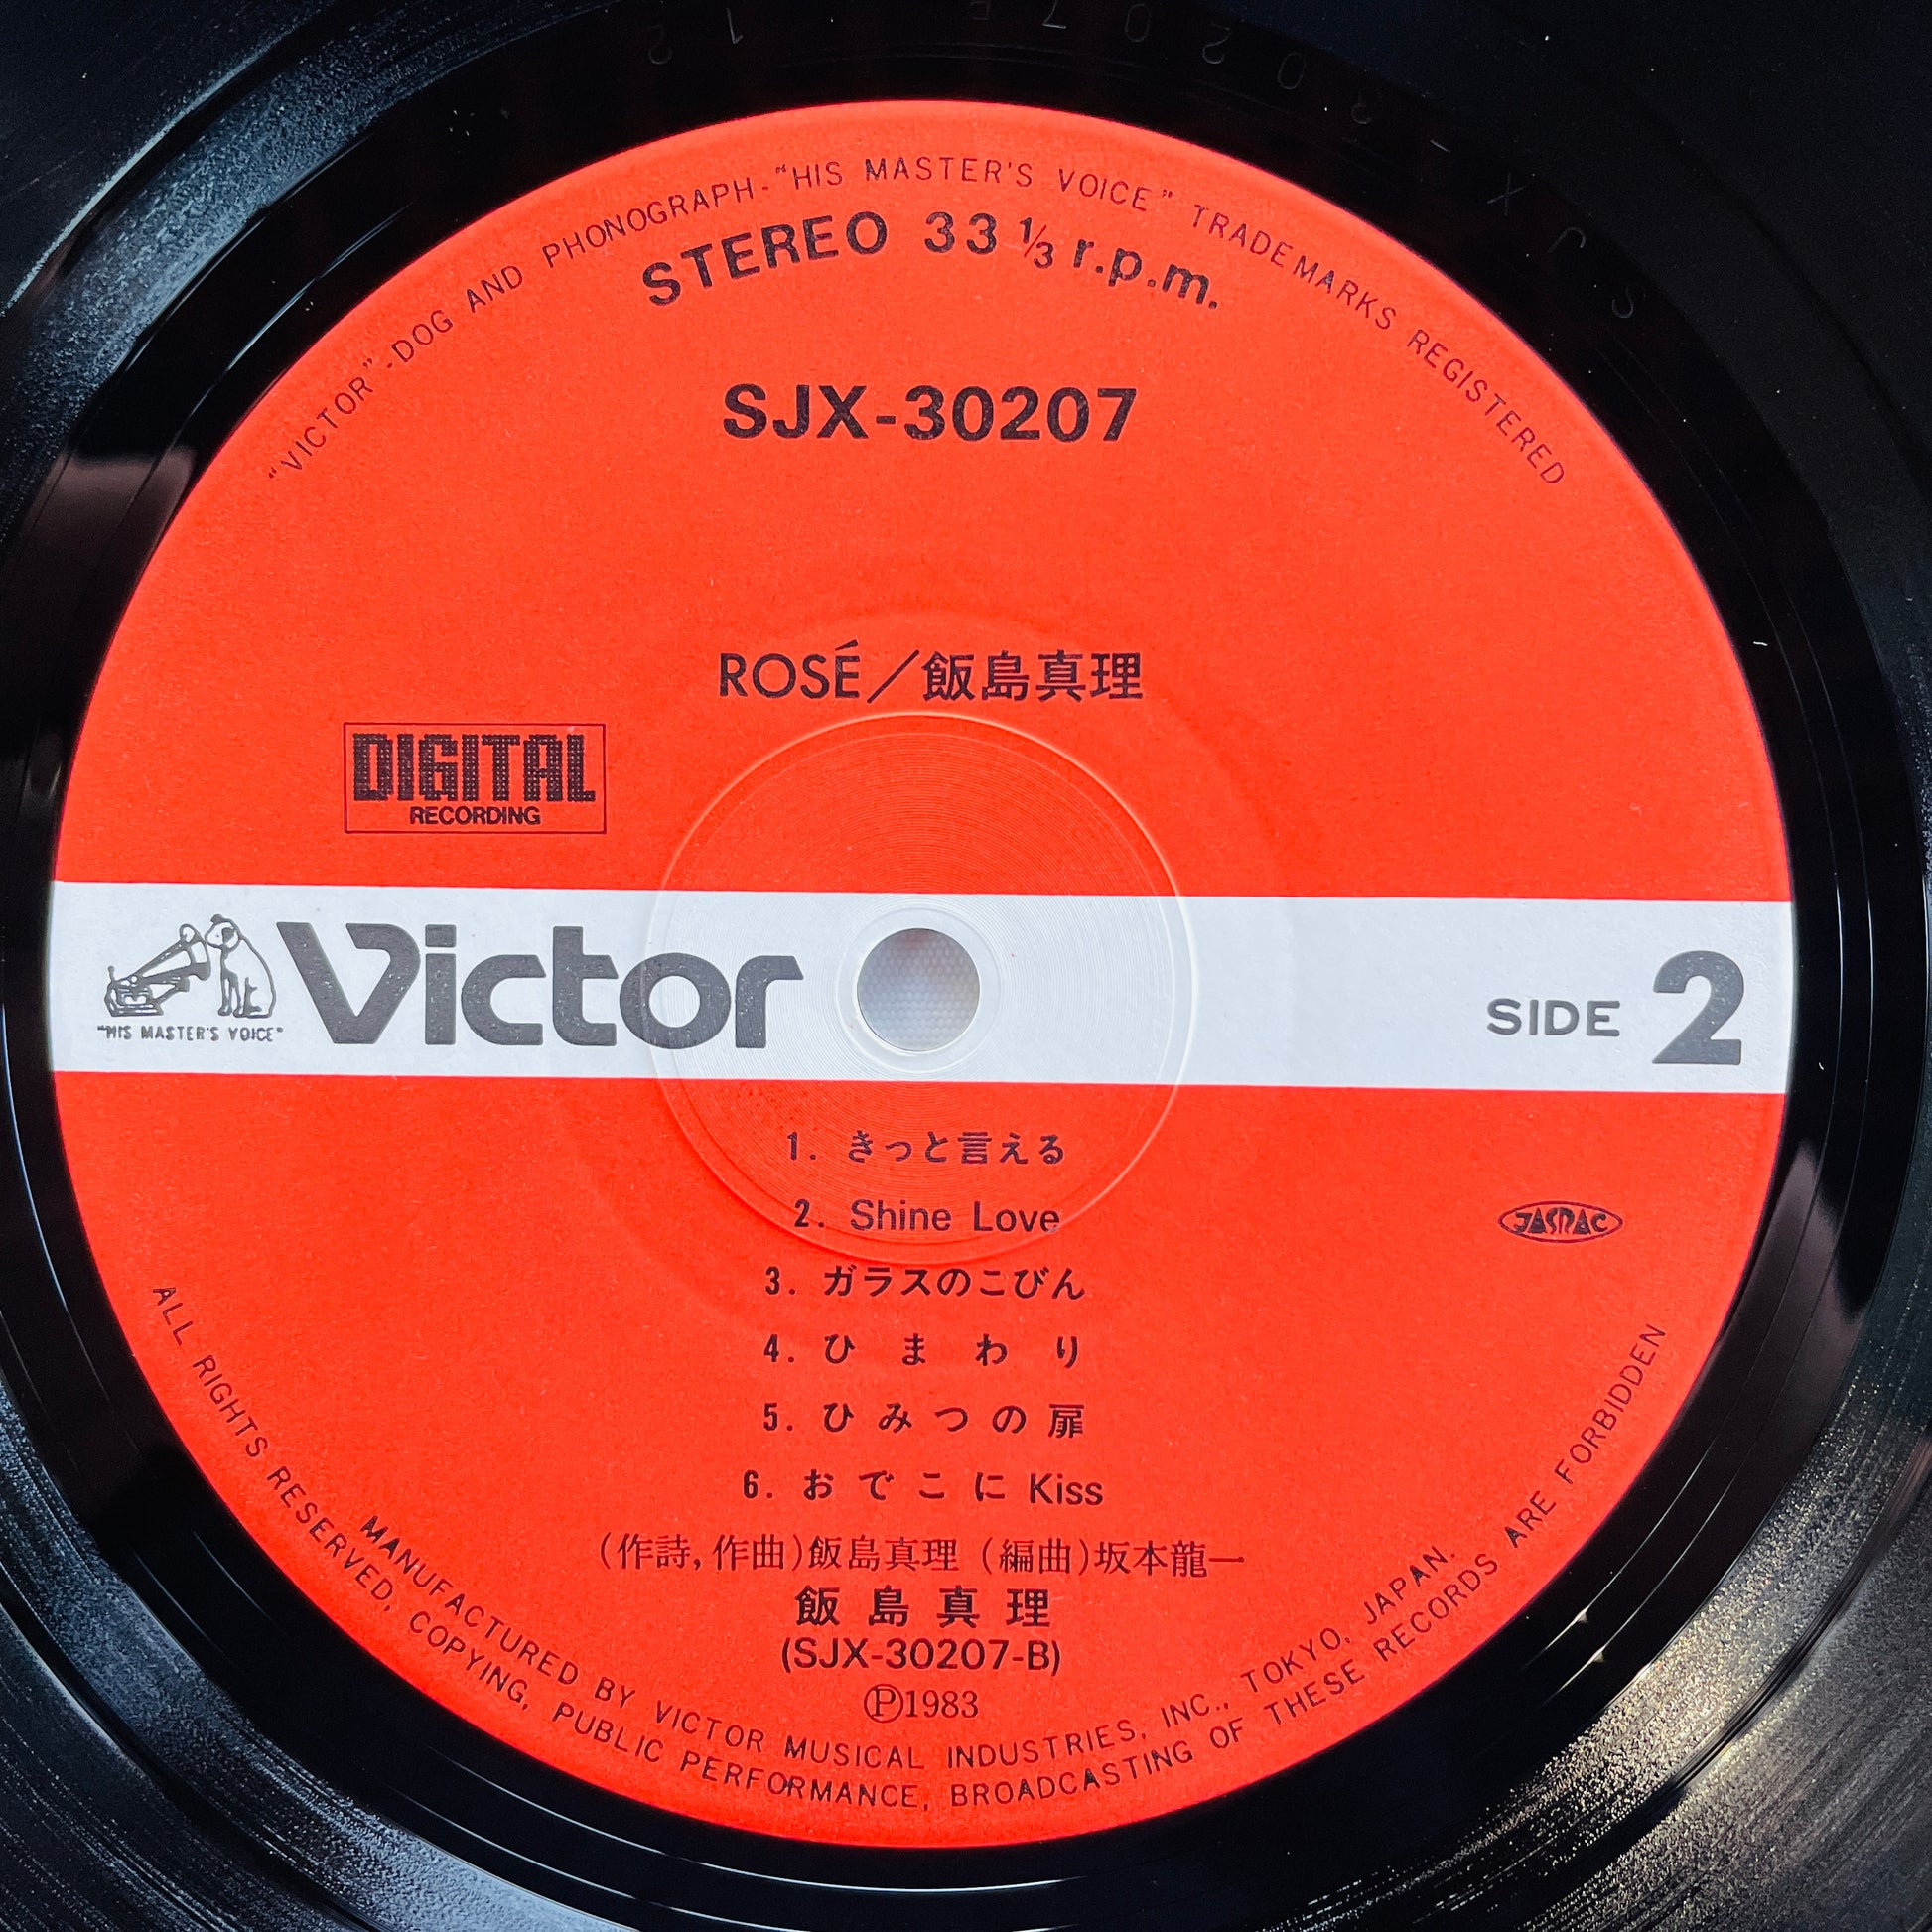 "VICTOR"-DOG AND PHONOGRAPH-"HIS MASTER'S VOICE" TRADEMARKS REGISTERED
STEREO 33 1/3 r.p.m.
SJX-30207
ROSÉ/飯島真理
DIGITAL
RECORDING
"HIS MASTER'S VOICE"
Victor
SIDE 2
1. きっと言える
2. Shine Love
3. ガラスのこびん
4. ひまわり
5. ひみつの扉
6. おでこに Kiss
JASRAC
(作詩, 作曲)飯島真理 (編曲)坂本龍一
飯島真理
(SJX-30207-B)
Ⓟ1983
MANUFACTURED BY VICTOR MUSICAL INDUSTRIES, INC., TOKYO, JAPAN.
ALL RIGHTS RESERVED, COPYING, PUBLIC PERFORMANCE, BROADCASTING OF THESE RECORDS ARE FORBIDDEN